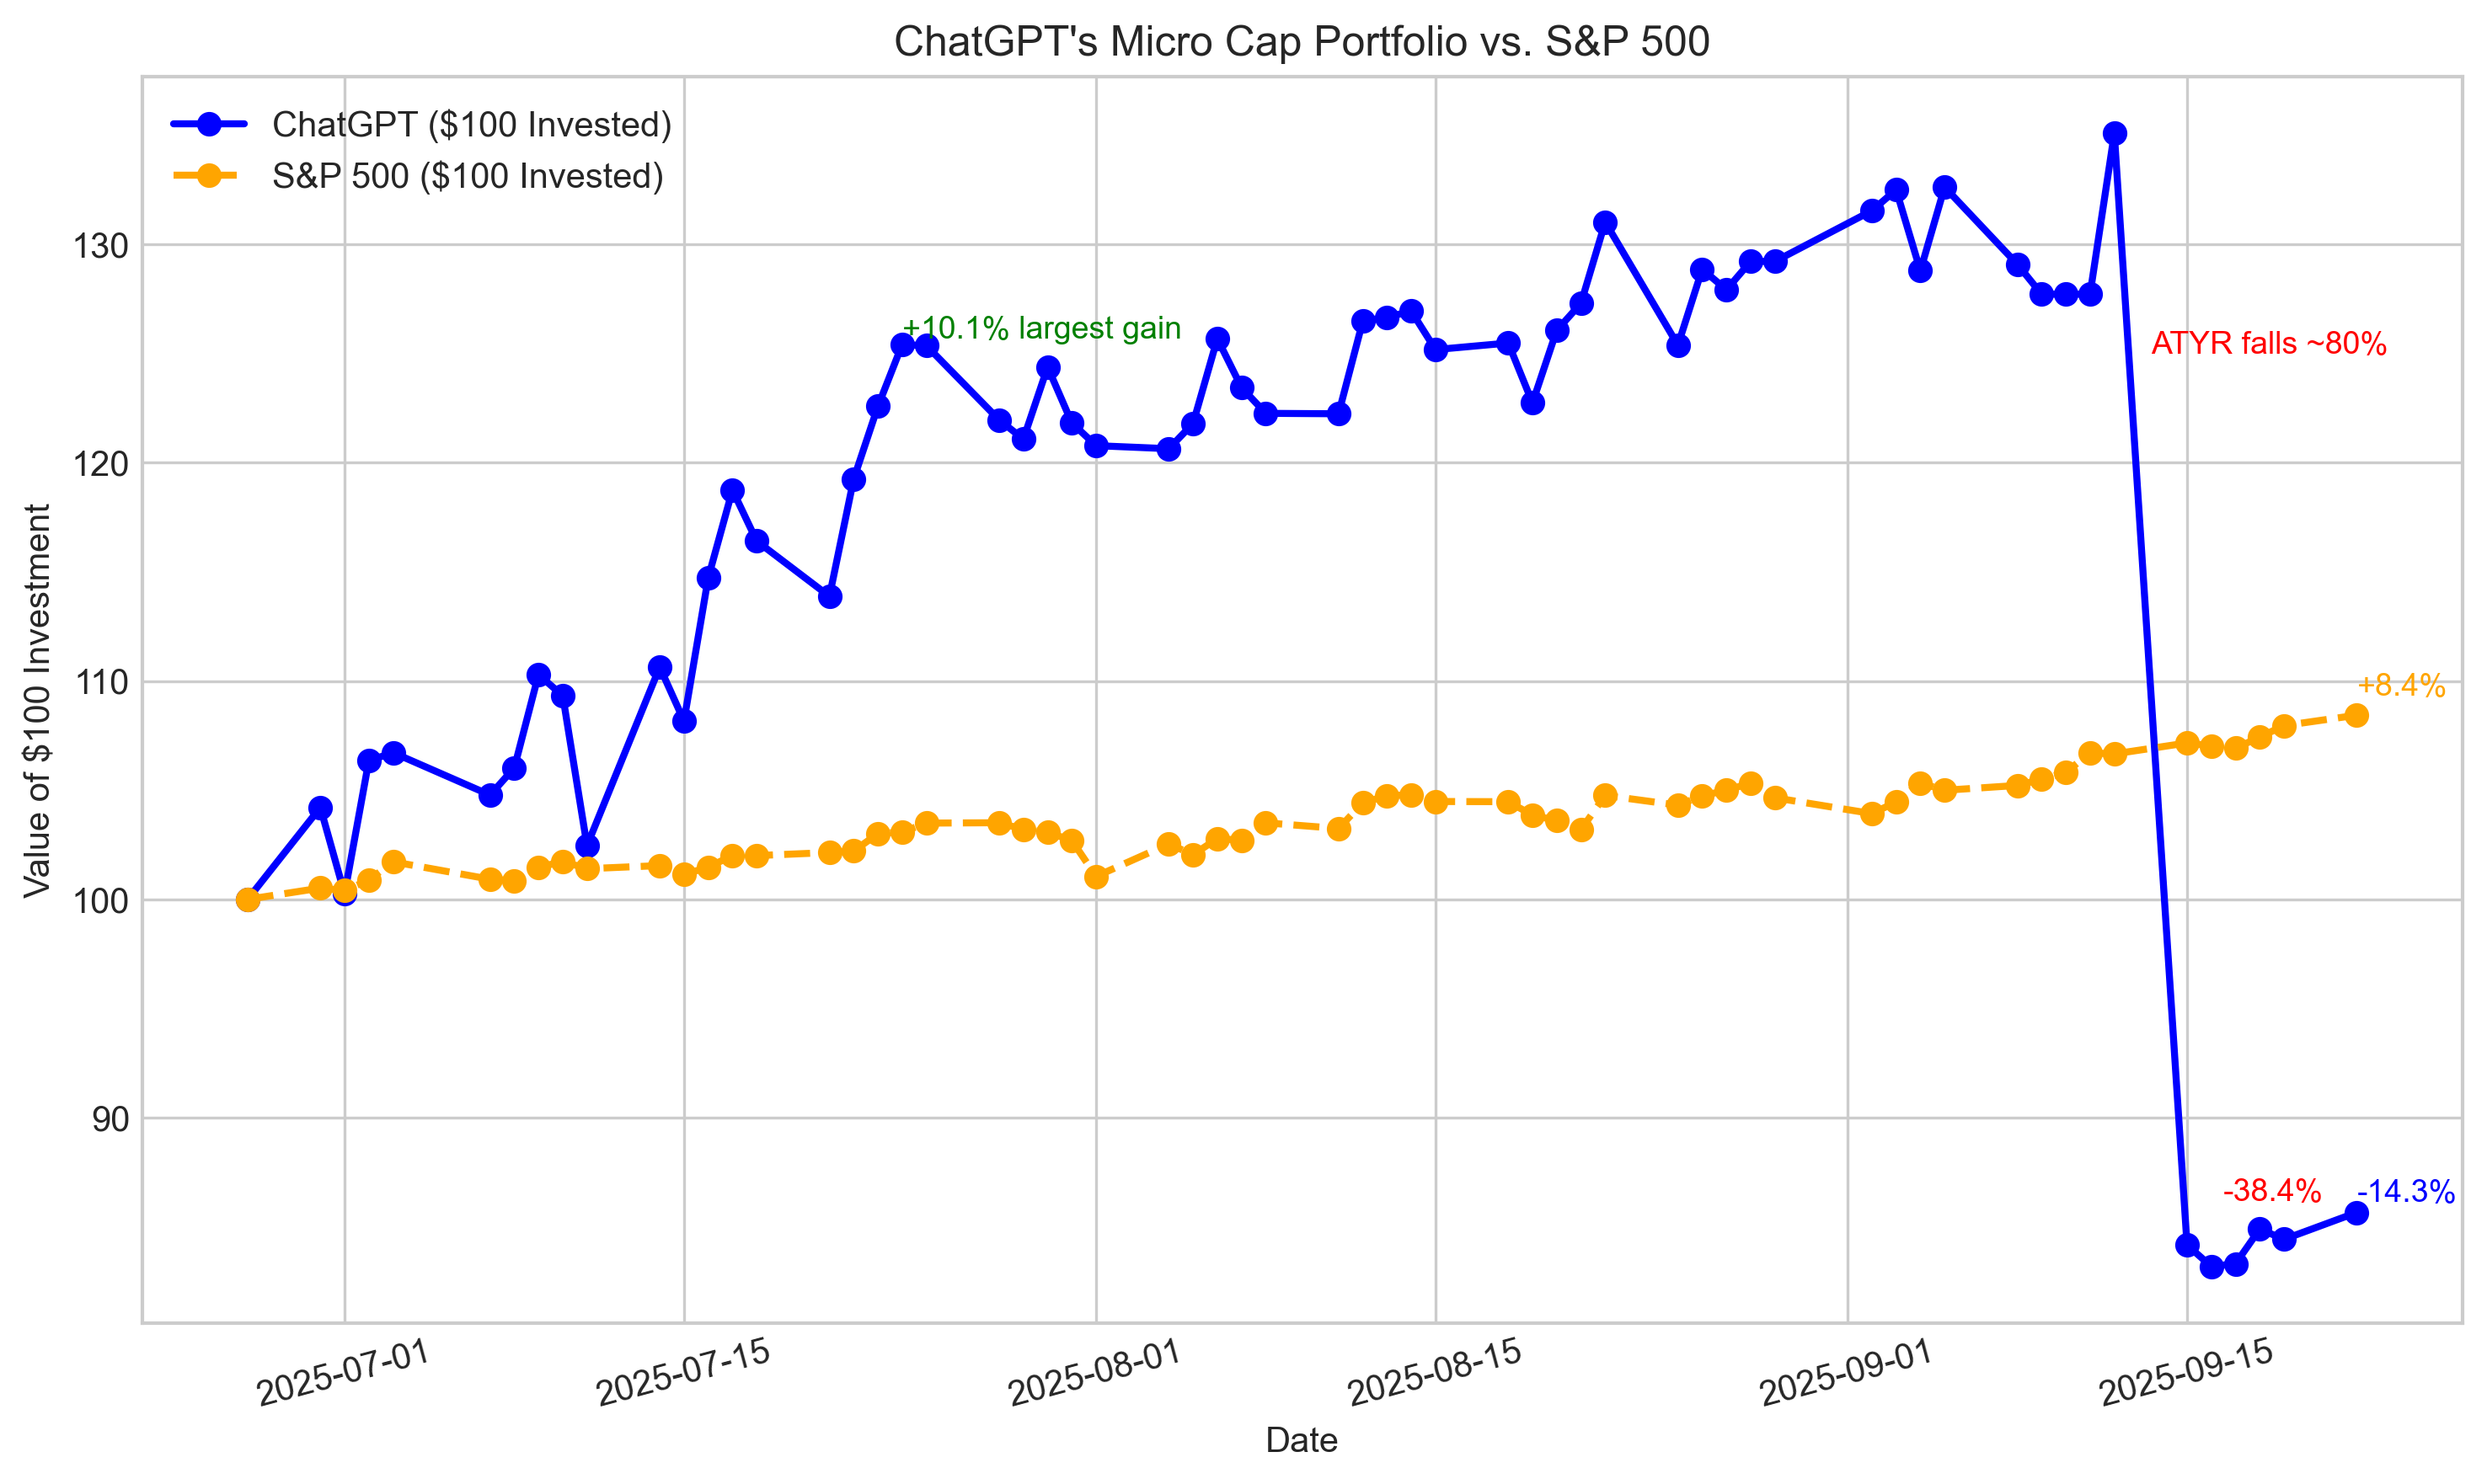 ChatGPT's Micro Cap Portfolio vs. S&P 500
ChatGPT ($100 Invested)
S&P 500 ($100 Invested)
Value of $100 Investment
130
120
110
100
90
+10.1% largest gain
ATYR falls ~80%
+8.4%
-38.4%
-14.3%
2025-07-01
2025-07-15
2025-08-01
2025-08-15
2025-09-01
2025-09-15
Date